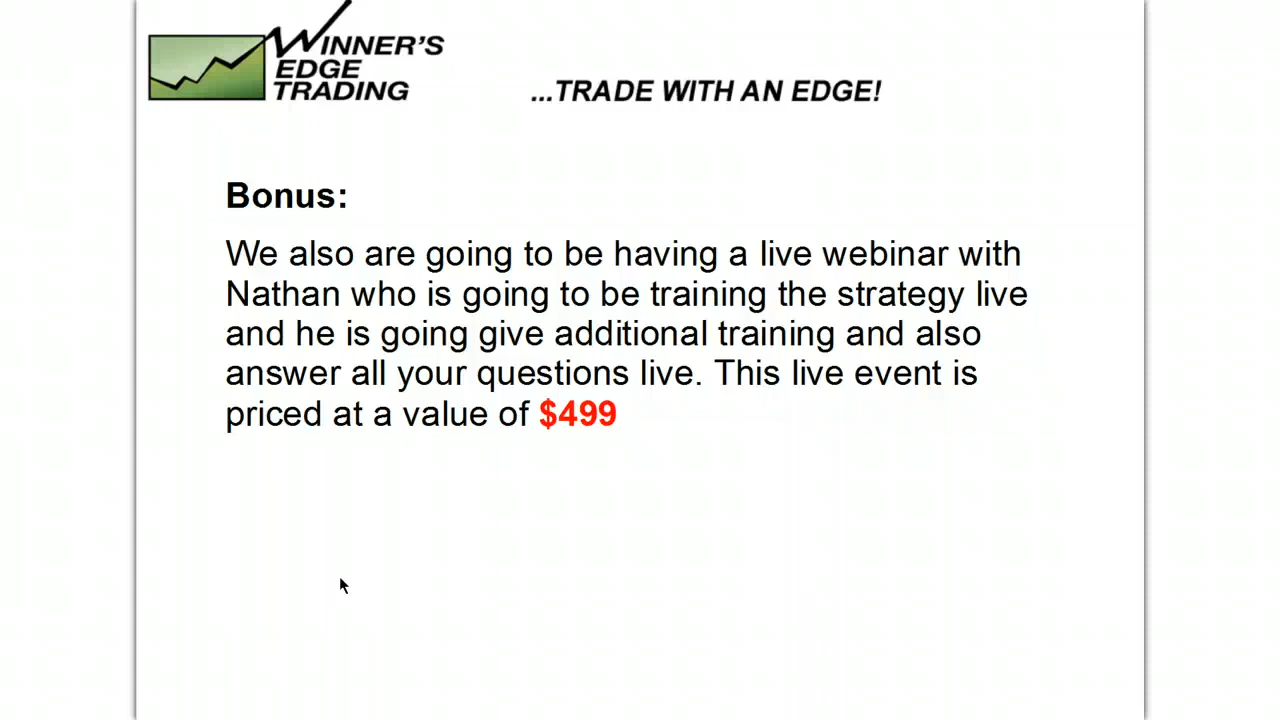 WINNER'S
EDGE
TRADING
...TRADE WITH AN EDGE!
Bonus:
We also are going to be having a live webinar with
Nathan who is going to be training the strategy live
and he is going give additional training and also
answer all your questions live. This live event is
priced at a value of $499